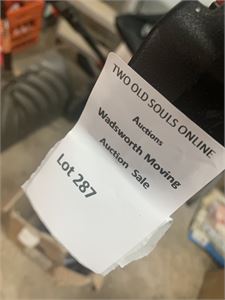 TWO OLD SOULS ONLINE
Auctions
Wadsworth Moving
Auction Sale
Lot 287